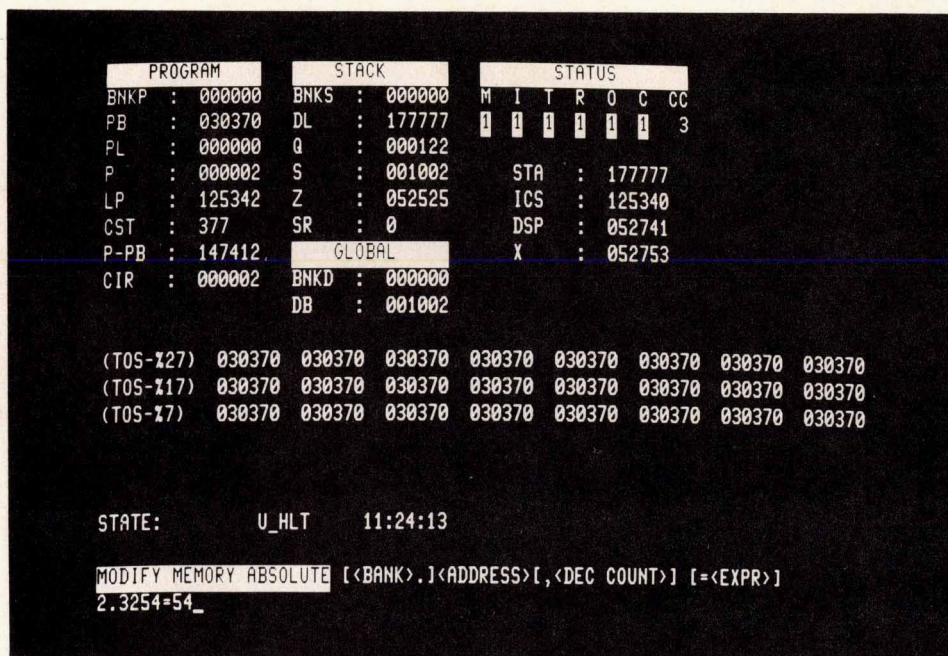 PROGRAM STACK STATUS
BNKP : 000000 BNKS : 000000 M I T R O C CC
PB : 030370 DL : 177777 1 1 1 1 1 1 3
PL : 000000 Q : 000122
P : 000002 S : 001002 STA : 177777
LP : 125342 Z : 052525 ICS : 125340
CST : 377 SR : 0 DSP : 052741
P-PB : 147412 GLOBAL X : 052753
CIR : 000002 BNKD : 000000
DB : 001002
(TOS-%27) 030370 030370 030370 030370 030370 030370 030370 030370
(TOS-%17) 030370 030370 030370 030370 030370 030370 030370 030370
(TOS-%7) 030370 030370 030370 030370 030370 030370 030370 030370
STATE: U_HLT 11:24:13
MODIFY MEMORY ABSOLUTE [<BANK>.]<ADDRESS>[,<DEC COUNT>] [=<EXPR>]
2.3254=54_